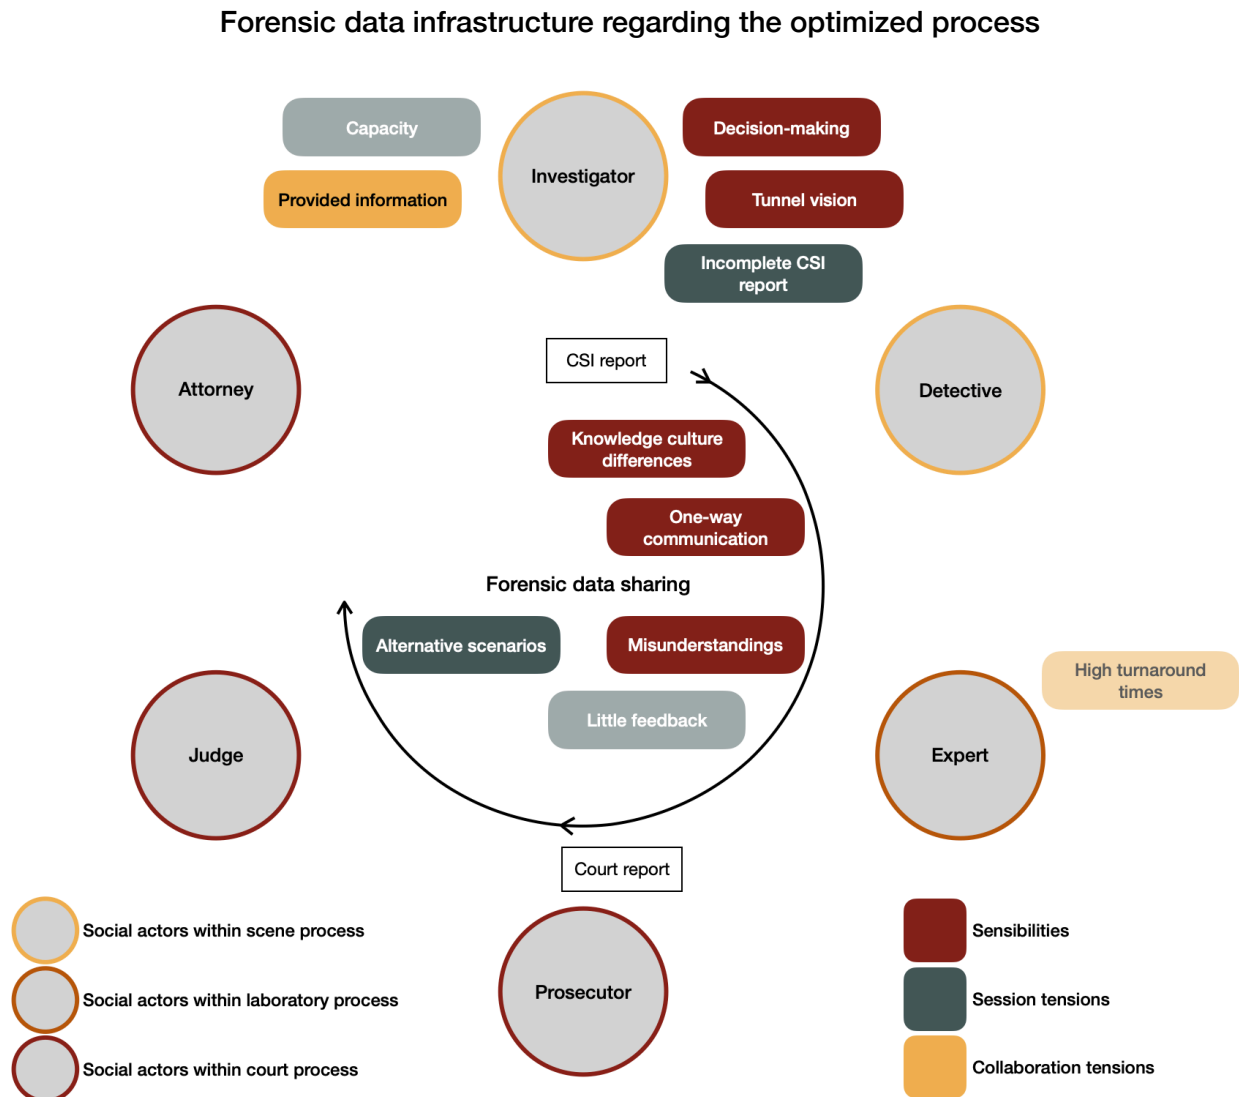 Forensic data infrastructure regarding the optimized process
Capacity
Decision-making
Investigator
Provided information
Tunnel vision
Incomplete CSI
report
CSI report
Attorney
Detective
Knowledge culture
differences
One-way
communication
Forensic data sharing
Alternative scenarios
Misunderstandings
High turnaround
times
Little feedback
Judge
Expert
Court report
Prosecutor
Social actors within scene process
Social actors within laboratory process
Social actors within court process
Sensibilities
Session tensions
Collaboration tensions